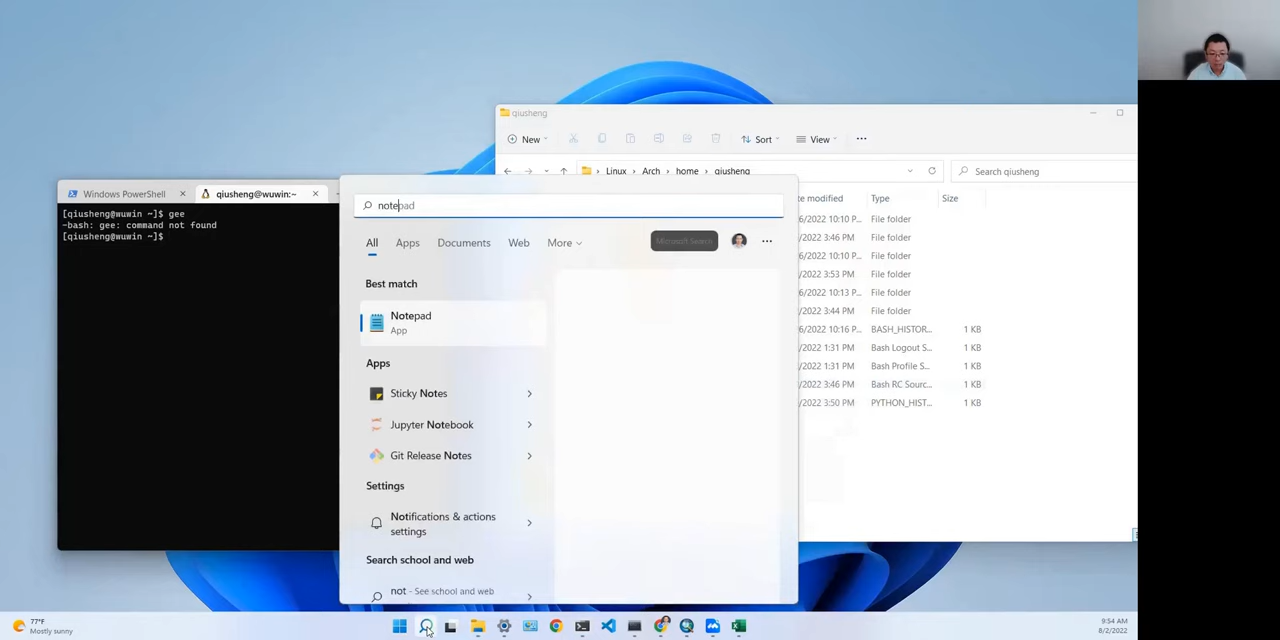 qiusheng
New
Sort
View
Linux > Arch > home > qiusheng
Search qiusheng
Windows PowerShell
qiusheng@wuwin:~
[qiusheng@wuwin ~]$ gee
-bash: gee: command not found
[qiusheng@wuwin ~]$
notepad
All Apps Documents Web More
Microsoft Search
Best match
Notepad
App
Apps
Sticky Notes
Jupyter Notebook
Git Release Notes
Settings
Notifications & actions
settings
Search school and web
not - See school and web
Type
Size
6/2022 10:10 P... File folder
/2022 3:46 PM File folder
6/2022 10:10 P... File folder
/2022 3:53 PM File folder
6/2022 10:13 P... File folder
/2022 3:44 PM File folder
6/2022 10:16 P... BASH_HISTOR... 1 KB
/2022 1:31 PM Bash Logout S... 1 KB
/2022 1:31 PM Bash Profile S... 1 KB
/2022 3:46 PM Bash RC Sourc... 1 KB
/2022 3:50 PM PYTHON_HIST... 1 KB
77°F
Mostly sunny
9:54 AM
8/2/2022